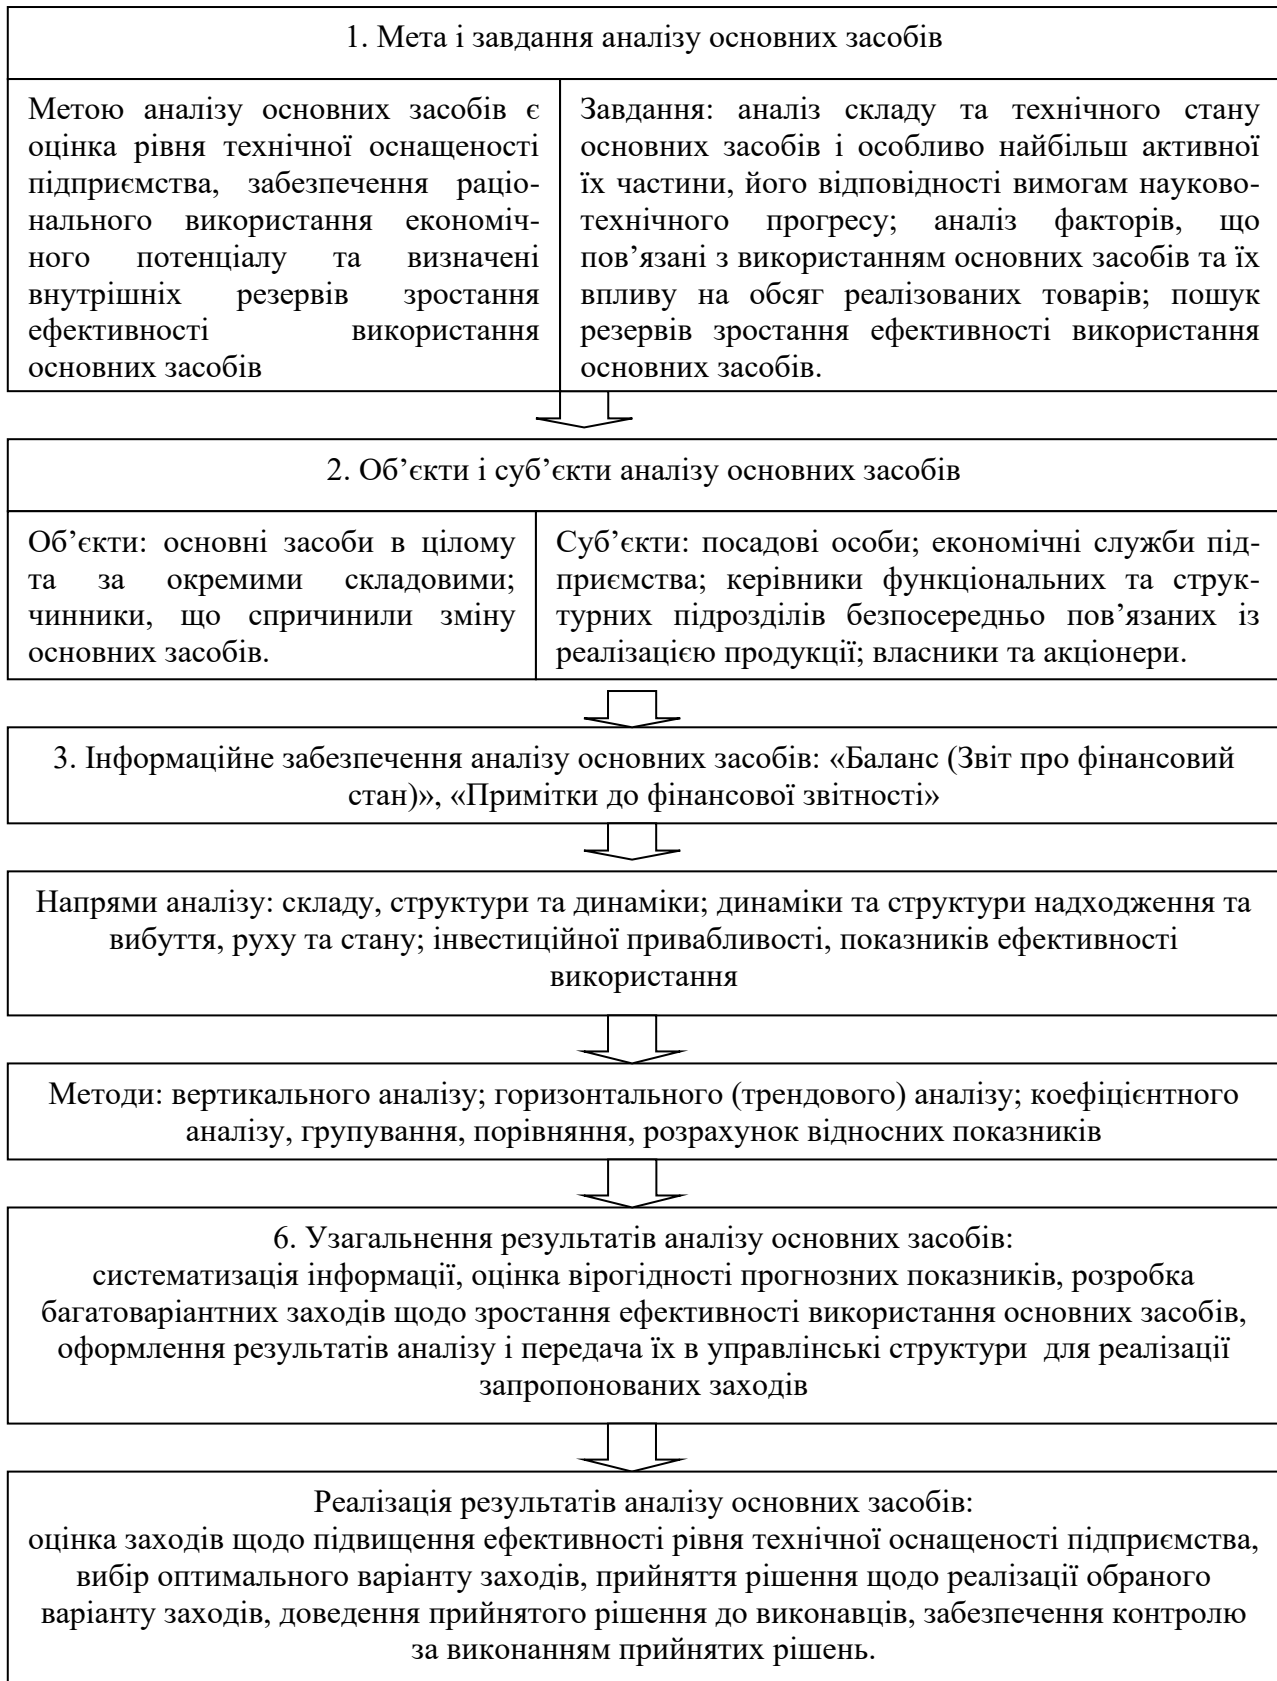 1. Мета і завдання аналізу основних засобів
Метою аналізу основних засобів є
оцінка рівня технічної оснащеності
підприємства, забезпечення раціо-
нального використання економіч-
ного потенціалу та визначені
внутрішніх резервів зростання
ефективності використання
основних засобів
Завдання: аналіз складу та технічного стану
основних засобів і особливо найбільш активної
їх частини, його відповідності вимогам науково-
технічного прогресу; аналіз факторів, що
пов’язані з використанням основних засобів та їх
впливу на обсяг реалізованих товарів; пошук
резервів зростання ефективності використання
основних засобів.
2. Об’єкти і суб’єкти аналізу основних засобів
Об’єкти: основні засоби в цілому
та за окремими складовими;
чинники, що спричинили зміну
основних засобів.
Суб’єкти: посадові особи; економічні служби під-
приємства; керівники функціональних та струк-
турних підрозділів безпосередньо пов’язаних із
реалізацією продукції; власники та акціонери.
3. Інформаційне забезпечення аналізу основних засобів: «Баланс (Звіт про фінансовий
стан)», «Примітки до фінансової звітності»
Напрями аналізу: складу, структури та динаміки; динаміки та структури надходження та
вибуття, руху та стану; інвестиційної привабливості, показників ефективності
використання
Методи: вертикального аналізу; горизонтального (трендового) аналізу; коефіцієнтного
аналізу, групування, порівняння, розрахунок відносних показників
6. Узагальнення результатів аналізу основних засобів:
систематизація інформації, оцінка вірогідності прогнозних показників, розробка
багатоваріантних заходів щодо зростання ефективності використання основних засобів,
оформлення результатів аналізу і передача їх в управлінські структури для реалізації
запропонованих заходів
Реалізація результатів аналізу основних засобів:
оцінка заходів щодо підвищення ефективності рівня технічної оснащеності підприємства,
вибір оптимального варіанту заходів, прийняття рішення щодо реалізації обраного
варіанту заходів, доведення прийнятого рішення до виконавців, забезпечення контролю
за виконанням прийнятих рішень.